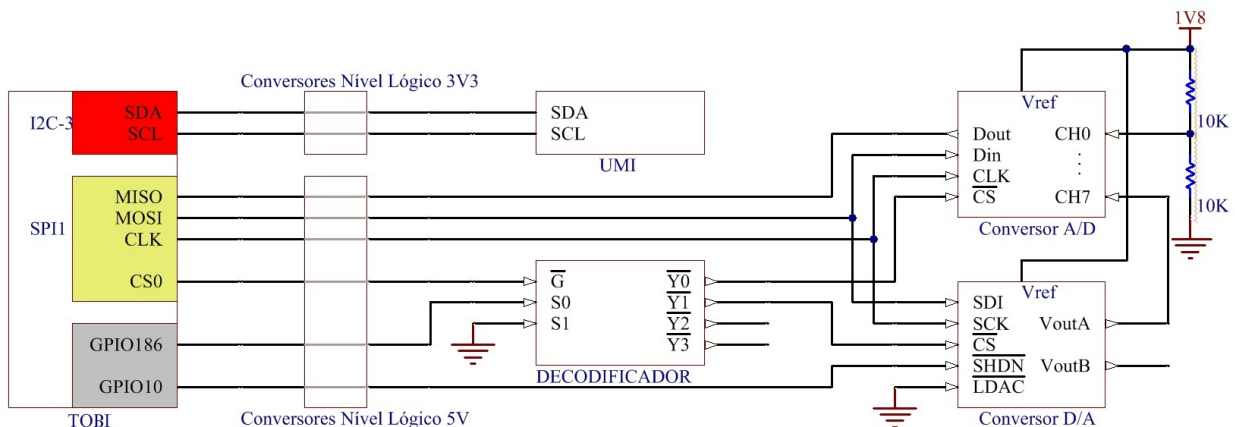 1V8
Conversores Nível Lógico 3V3
I2C-3
SDA
SCL
SDA
SCL
UMI
Vref
Dout
Din
CLK
CS
CH0
CH7
Conversor A/D
10K
10K
SPI1
MISO
MOSI
CLK
CS0
GPIO186
GPIO10
TOBI
Conversores Nível Lógico 5V
G
S0
S1
Y0
Y1
Y2
Y3
DECODIFICADOR
Vref
SDI
SCK
CS
SHDN
LDAC
VoutA
VoutB
Conversor D/A